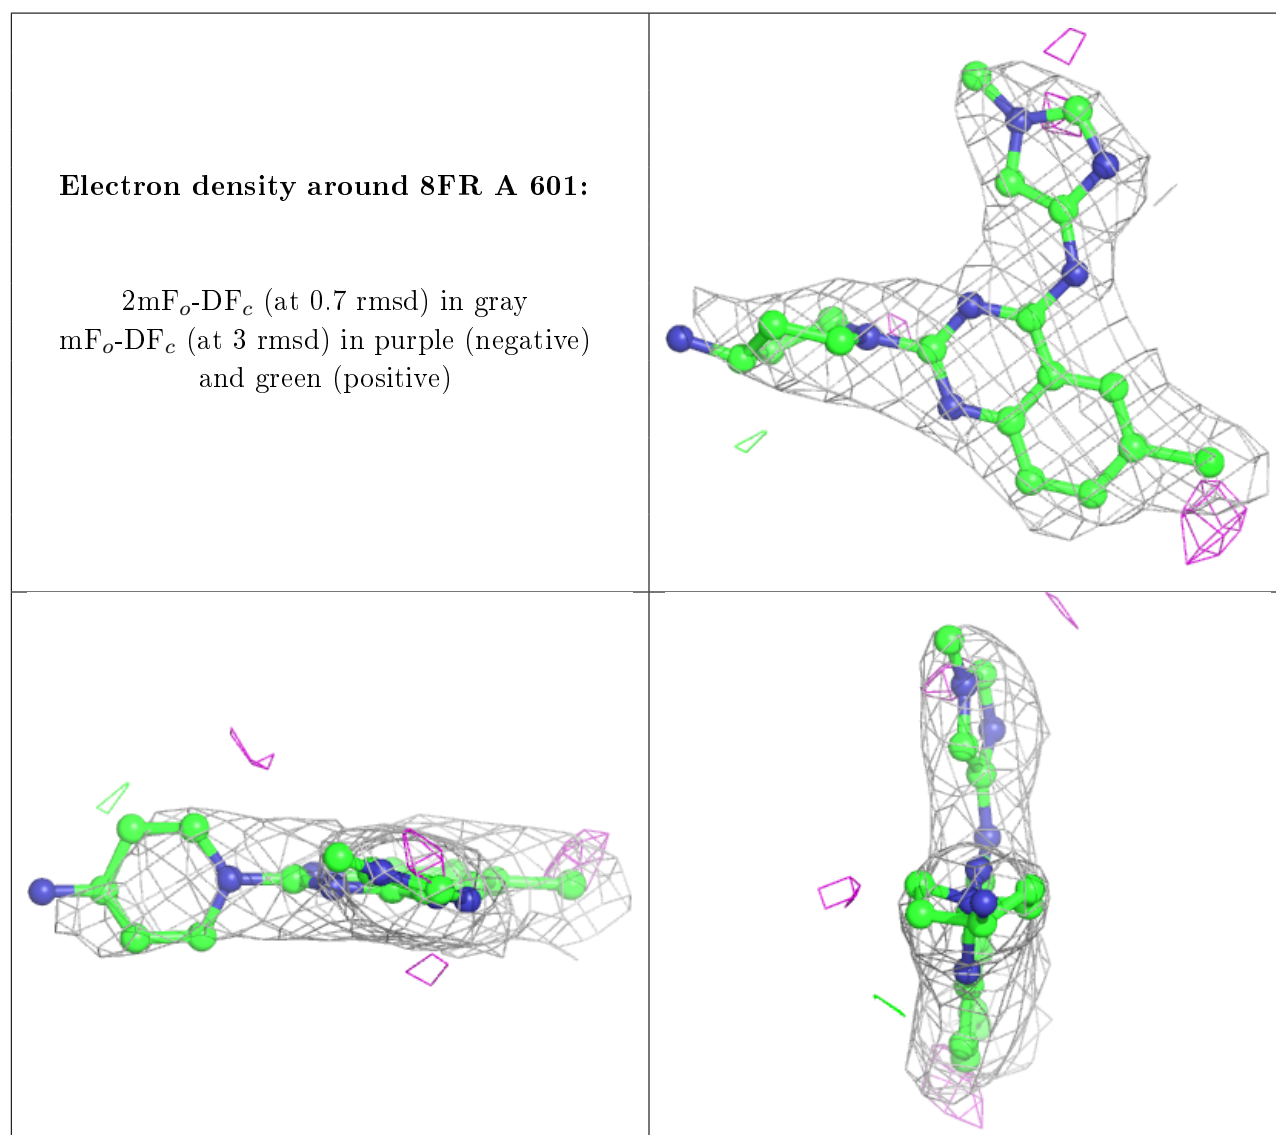 Electron density around 8FR A 601:
2mFₒ-DF𝒸 (at 0.7 rmsd) in gray
mFₒ-DF𝒸 (at 3 rmsd) in purple (negative)
and green (positive)